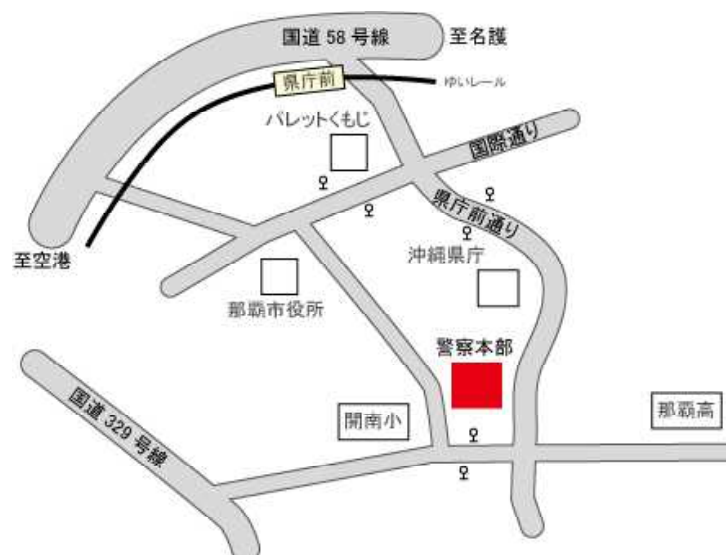 国道 58 号線
至名護
県庁前
ゆいレール
パレットくもじ
国際通り
県庁前通り
至空港
沖縄県庁
那覇市役所
警察本部
国道 329 号線
開南小
那覇高